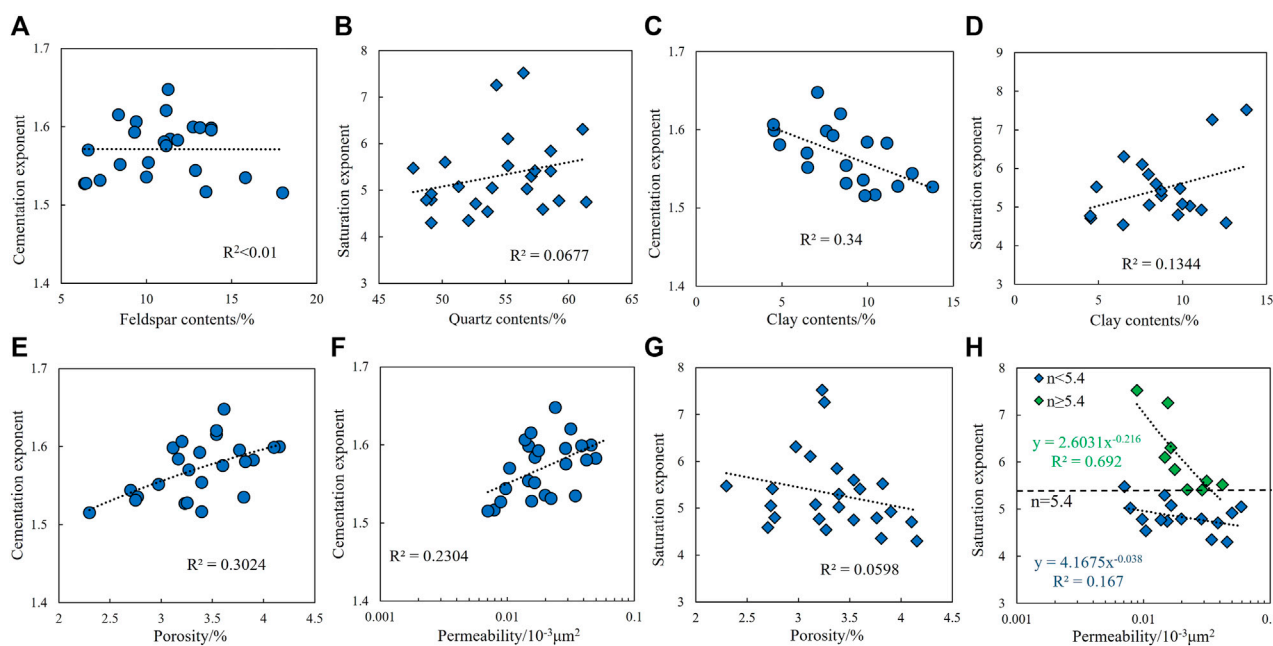 A
1.7
1.6
1.5
1.4
Cementation exponent
R²<0.01
5
10
15
20
Feldspar contents/%
B
8
7
6
5
4
3
Saturation exponent
R² = 0.0677
45
50
55
60
65
Quartz contents/%
C
1.7
1.6
1.5
1.4
Cementation exponent
R² = 0.34
0
5
10
15
Clay contents/%
D
9
8
7
6
5
4
3
Saturation exponent
R² = 0.1344
0
5
10
15
Clay contents/%
E
1.7
1.6
1.5
1.4
Cementation exponent
R² = 0.3024
2
2.5
3
3.5
4
4.5
Porosity/%
F
1.7
1.6
1.5
1.4
Cementation exponent
R² = 0.2304
0.001
0.01
0.1
Permeability/10⁻³μm²
G
8
7
6
5
4
3
Saturation exponent
R² = 0.0598
2
2.5
3
3.5
4
4.5
Porosity/%
H
8
7
6
5
4
3
Saturation exponent
n<5.4
n≥5.4
y = 2.6031x⁻⁰·²¹⁶
R² = 0.692
n=5.4
y = 4.1675x⁻⁰·⁰³⁸
R² = 0.167
0.001
0.01
0.
Permeability/10⁻³μm²